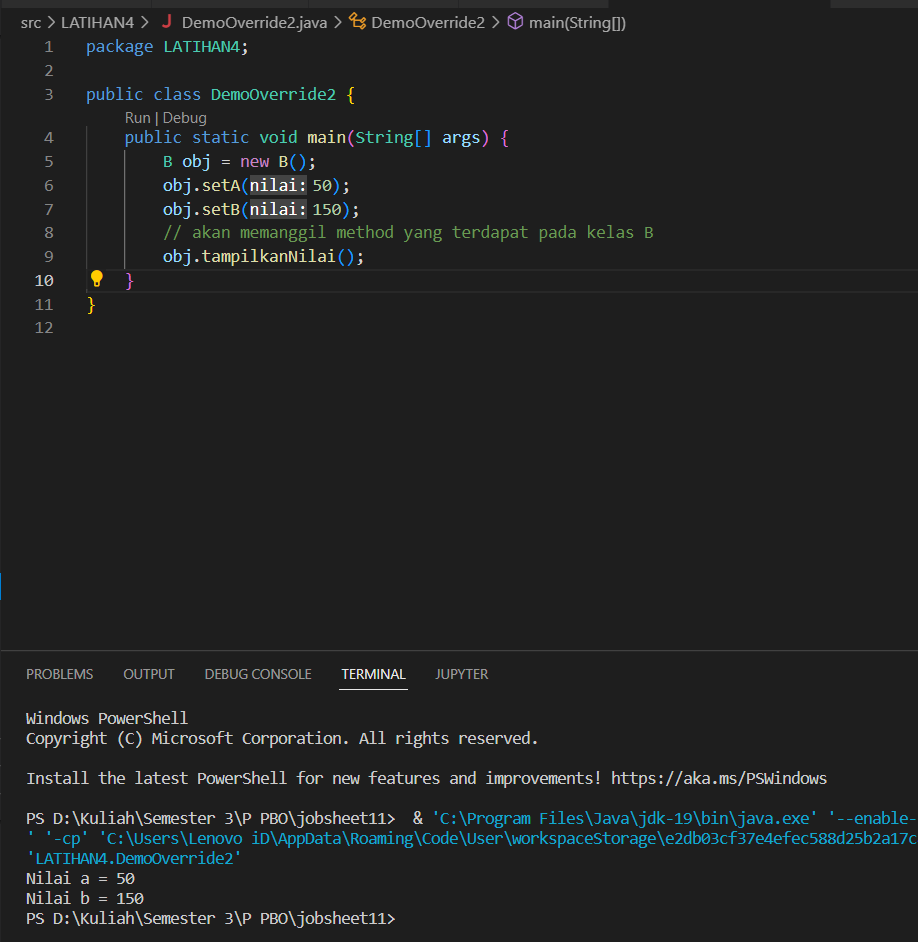 src > LATIHAN4 > J DemoOverride2.java > DemoOverride2 > main(String[])
1 package LATIHAN4;
2
3 public class DemoOverride2 {
Run | Debug
4 public static void main(String[] args) {
5 B obj = new B();
6 obj.setA(nilai: 50);
7 obj.setB(nilai: 150);
8 // akan memanggil method yang terdapat pada kelas B
9 obj.tampilkanNilai();
10 }
11 }
12
PROBLEMS OUTPUT DEBUG CONSOLE TERMINAL JUPYTER
Windows PowerShell
Copyright (C) Microsoft Corporation. All rights reserved.
Install the latest PowerShell for new features and improvements! https://aka.ms/PSWindows
PS D:\Kuliah\Semester 3\P PBO\jobsheet11>  & 'C:\Program Files\Java\jdk-19\bin\java.exe' '--enable-
' '-cp' 'C:\Users\Lenovo iD\AppData\Roaming\Code\User\workspaceStorage\e2db03cf37e4efec588d25b2a17c
'LATIHAN4.DemoOverride2'
Nilai a = 50
Nilai b = 150
PS D:\Kuliah\Semester 3\P PBO\jobsheet11>